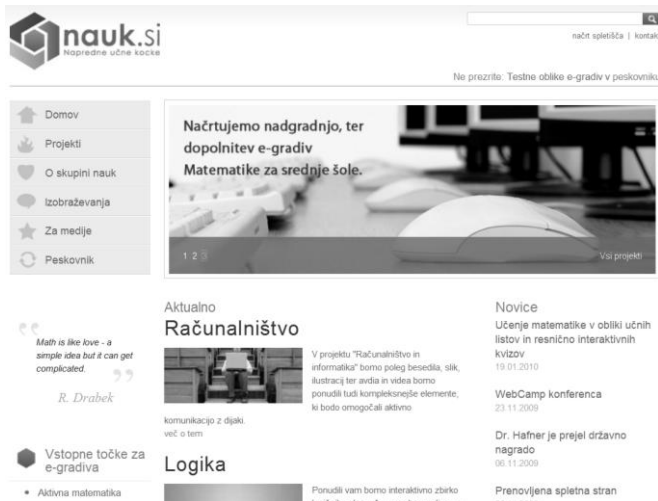 nauk.si
Napredne učne kocke
načrt spletišča | kontak
Ne prezrite: Testne oblike e-gradiv v peskovniku
Domov
Projekti
O skupini nauk
Izobraževanja
Za medije
Peskovnik
Načrtujemo nadgradnjo, ter
dopolnitev e-gradiv
Matematike za srednje šole.
1 2 3
Vsi projekti
Math is like love - a
simple idea but it can get
complicated.
R. Drabek
Vstopne točke za
e-gradiva
Aktivna matematika
Aktualno
Računalništvo
V projektu "Računalništvo in
informatika" bomo poleg besedila, slik,
ilustracij ter avdia in videa bomo
ponudili tudi kompleksnejše elemente,
ki bodo omogočali aktivno
komunikacijo z dijaki.
več o tem
Logika
Ponudili vam bomo interaktivno zbirko
Novice
Učenje matematike v obliki učnih
listov in resnično interaktivnih
kvizov
19.01.2010
WebCamp konferenca
23.11.2009
Dr. Hafner je prejel državno
nagrado
06.11.2009
Prenovljena spletna stran